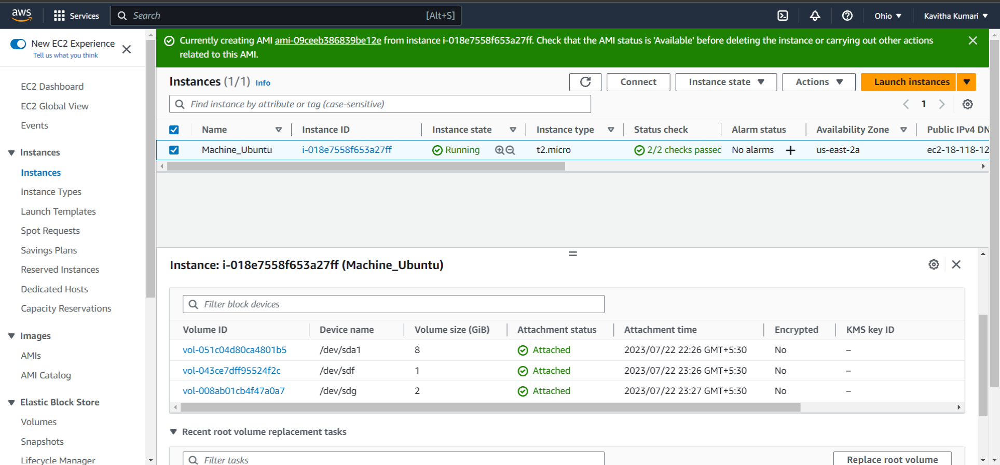 aws
Services
Search [Alt+S]
Ohio
Kavitha Kumari
New EC2 Experience
Tell us what you think
EC2 Dashboard
EC2 Global View
Events
Instances
Instances
Instance Types
Launch Templates
Spot Requests
Savings Plans
Reserved Instances
Dedicated Hosts
Capacity Reservations
Images
AMIs
AMI Catalog
Elastic Block Store
Volumes
Snapshots
Lifecycle Manager
Currently creating AMI ami-09ceeb386839be12e from instance i-018e7558f653a27ff. Check that the AMI status is 'Available' before deleting the instance or carrying out other actions
related to this AMI.
Instances (1/1) Info
Connect
Instance state
Actions
Launch instances
Find instance by attribute or tag (case-sensitive)
1
Name Instance ID Instance state Instance type Status check Alarm status Availability Zone Public IPv4 DN
Machine_Ubuntu i-018e7558f653a27ff Running t2.micro 2/2 checks passed No alarms + us-east-2a ec2-18-118-12
Instance: i-018e7558f653a27ff (Machine_Ubuntu)
Filter block devices
Volume ID Device name Volume size (GiB) Attachment status Attachment time Encrypted KMS key ID
vol-051c04d80ca4801b5 /dev/sda1 8 Attached 2023/07/22 22:26 GMT+5:30 No –
vol-043ce7dff95524f2c /dev/sdf 1 Attached 2023/07/22 23:26 GMT+5:30 No –
vol-008ab01cb4f47a0a7 /dev/sdg 2 Attached 2023/07/22 23:27 GMT+5:30 No –
Recent root volume replacement tasks
Filter tasks
Replace root volume